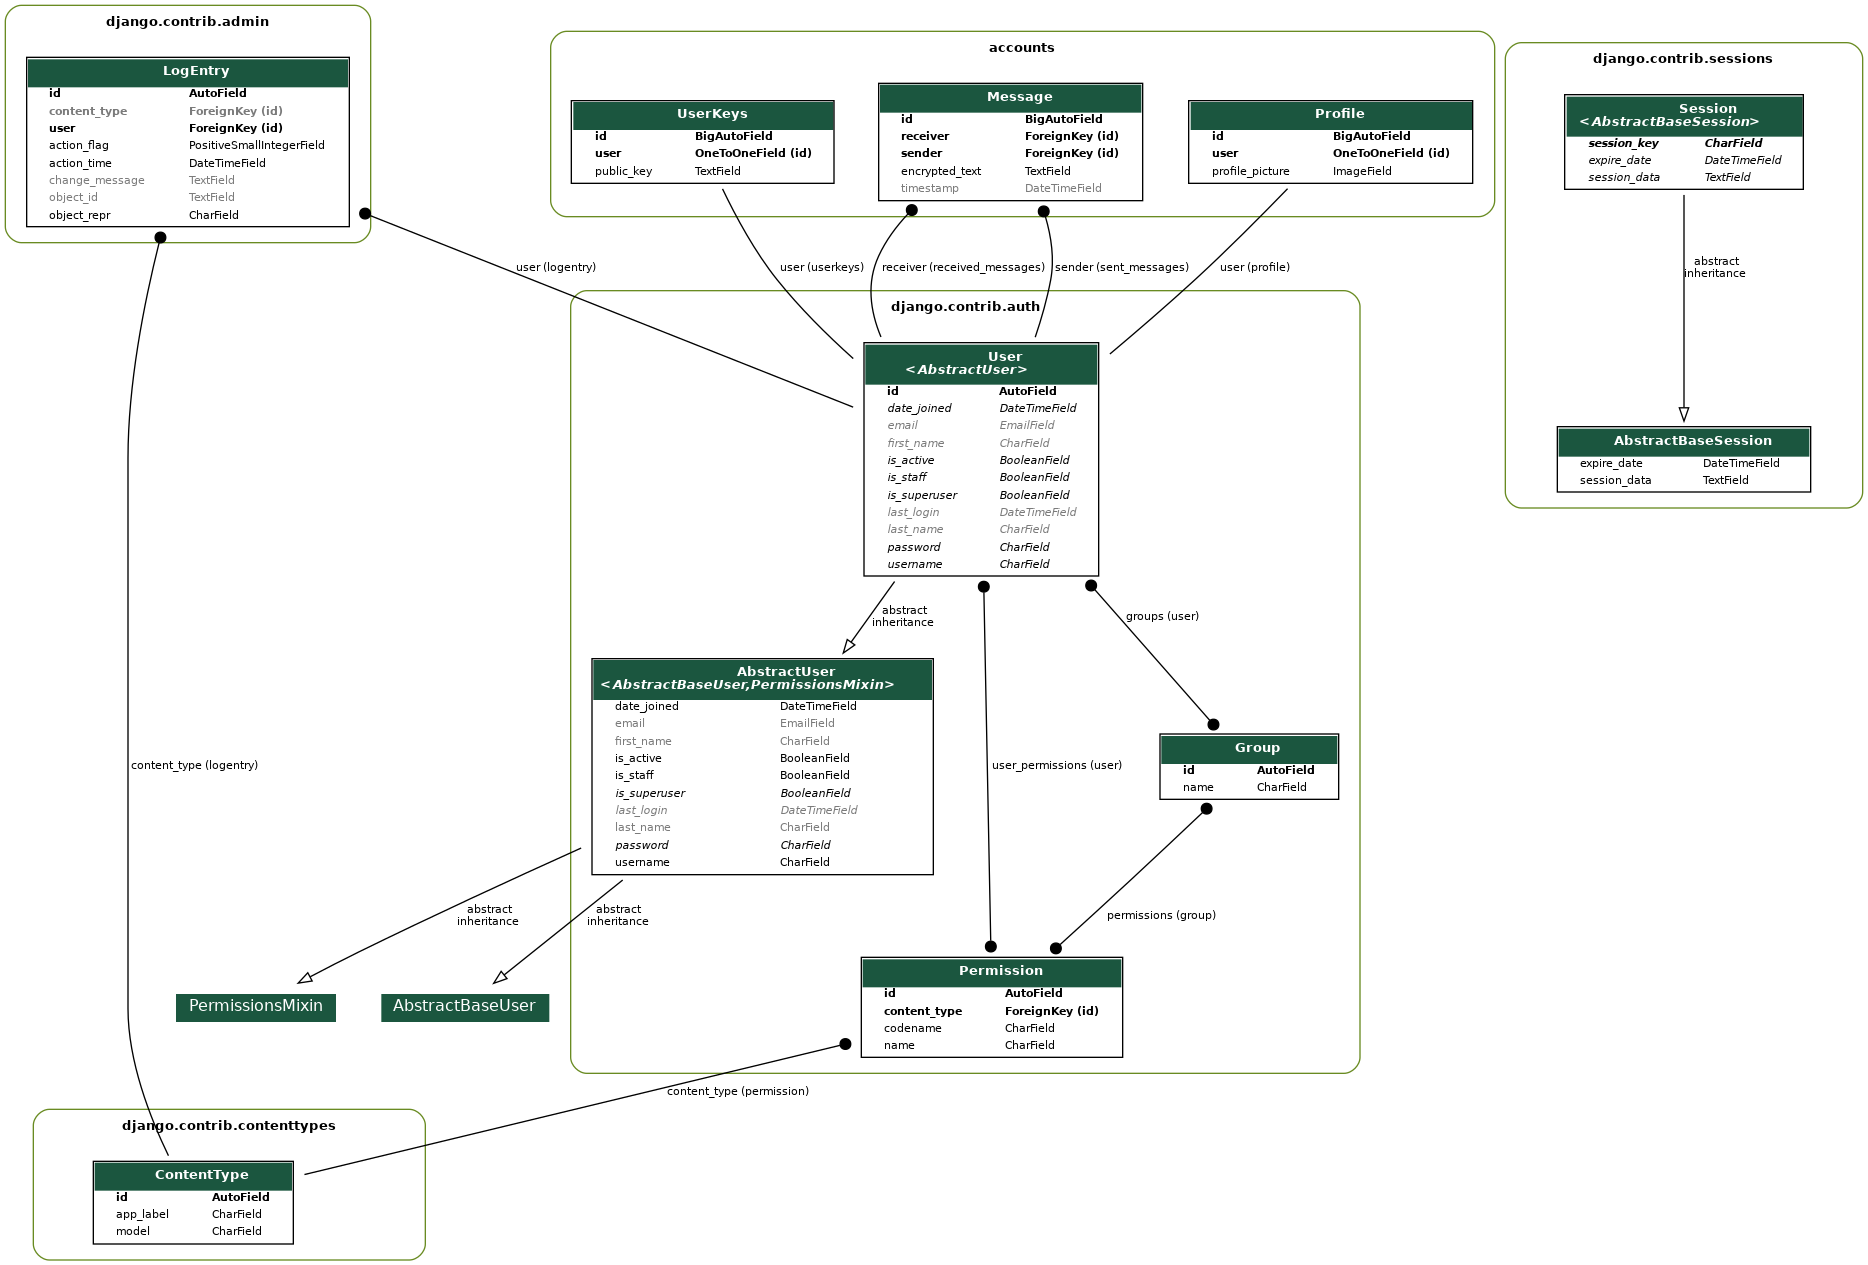 django.contrib.admin
LogEntry
id AutoField
content_type ForeignKey (id)
user ForeignKey (id)
action_flag PositiveSmallIntegerField
action_time DateTimeField
change_message TextField
object_id TextField
object_repr CharField
accounts
UserKeys
id BigAutoField
user OneToOneField (id)
public_key TextField
Message
id BigAutoField
receiver ForeignKey (id)
sender ForeignKey (id)
encrypted_text TextField
timestamp DateTimeField
Profile
id BigAutoField
user OneToOneField (id)
profile_picture ImageField
django.contrib.sessions
Session
<AbstractBaseSession>
session_key CharField
expire_date DateTimeField
session_data TextField
abstract
inheritance
AbstractBaseSession
expire_date DateTimeField
session_data TextField
user (logentry)
user (userkeys)
receiver (received_messages)
sender (sent_messages)
user (profile)
django.contrib.auth
User
<AbstractUser>
id AutoField
date_joined DateTimeField
email EmailField
first_name CharField
is_active BooleanField
is_staff BooleanField
is_superuser BooleanField
last_login DateTimeField
last_name CharField
password CharField
username CharField
abstract
inheritance
groups (user)
AbstractUser
<AbstractBaseUser,PermissionsMixin>
date_joined DateTimeField
email EmailField
first_name CharField
is_active BooleanField
is_staff BooleanField
is_superuser BooleanField
last_login DateTimeField
last_name CharField
password CharField
username CharField
user_permissions (user)
Group
id AutoField
name CharField
content_type (logentry)
abstract
inheritance
abstract
inheritance
permissions (group)
PermissionsMixin
AbstractBaseUser
Permission
id AutoField
content_type ForeignKey (id)
codename CharField
name CharField
content_type (permission)
django.contrib.contenttypes
ContentType
id AutoField
app_label CharField
model CharField